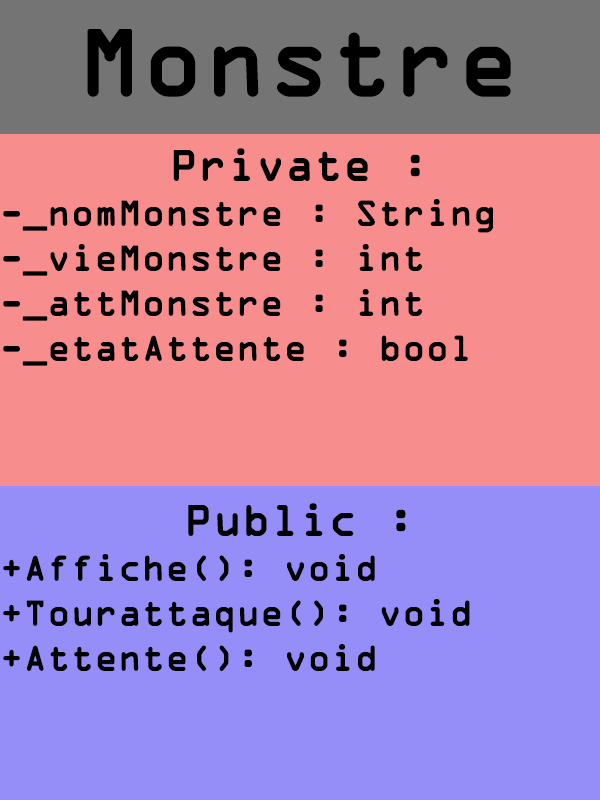 Monstre
Private :
-_nomMonstre : String
-_vieMonstre : int
-_attMonstre : int
-_etatAttente : bool
Public :
+Affiche(): void
+Tourattaque(): void
+Attente(): void